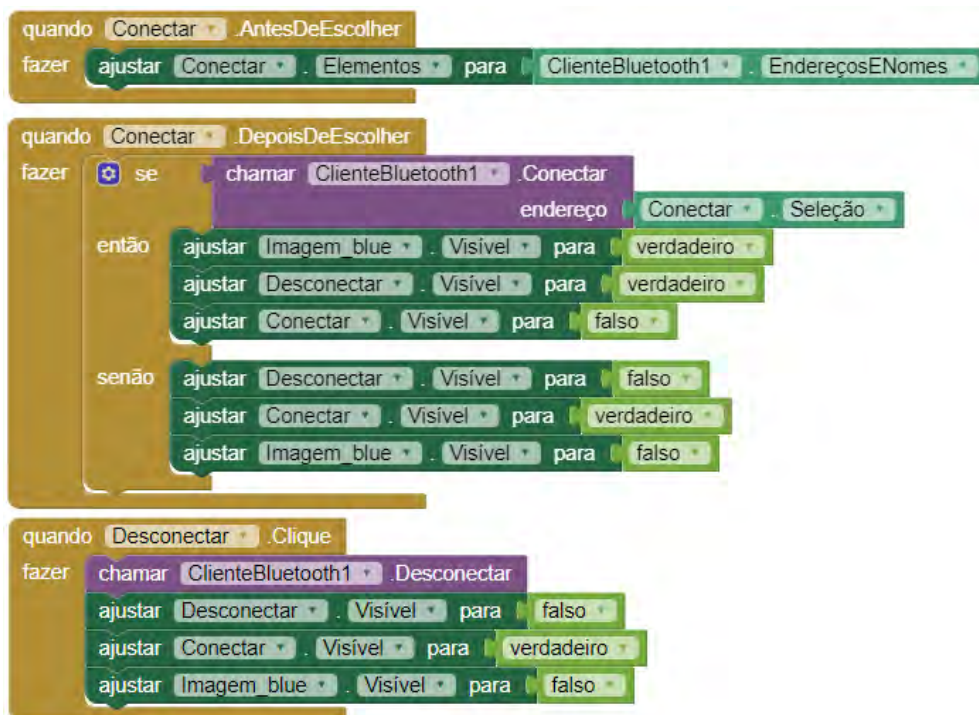 quando Conectar .AntesDeEscolher
fazer ajustar Conectar . Elementos para ClienteBluetooth1 . EndereçosENomes
quando Conectar .DepoisDeEscolher
fazer se chamar ClienteBluetooth1 .Conectar
endereço Conectar . Seleção
então ajustar Imagem_blue . Visível para verdadeiro
ajustar Desconectar . Visível para verdadeiro
ajustar Conectar . Visível para falso
senão ajustar Desconectar . Visível para falso
ajustar Conectar . Visível para verdadeiro
ajustar Imagem_blue . Visível para falso
quando Desconectar .Clique
fazer chamar ClienteBluetooth1 .Desconectar
ajustar Desconectar . Visível para falso
ajustar Conectar . Visível para verdadeiro
ajustar Imagem_blue . Visível para falso